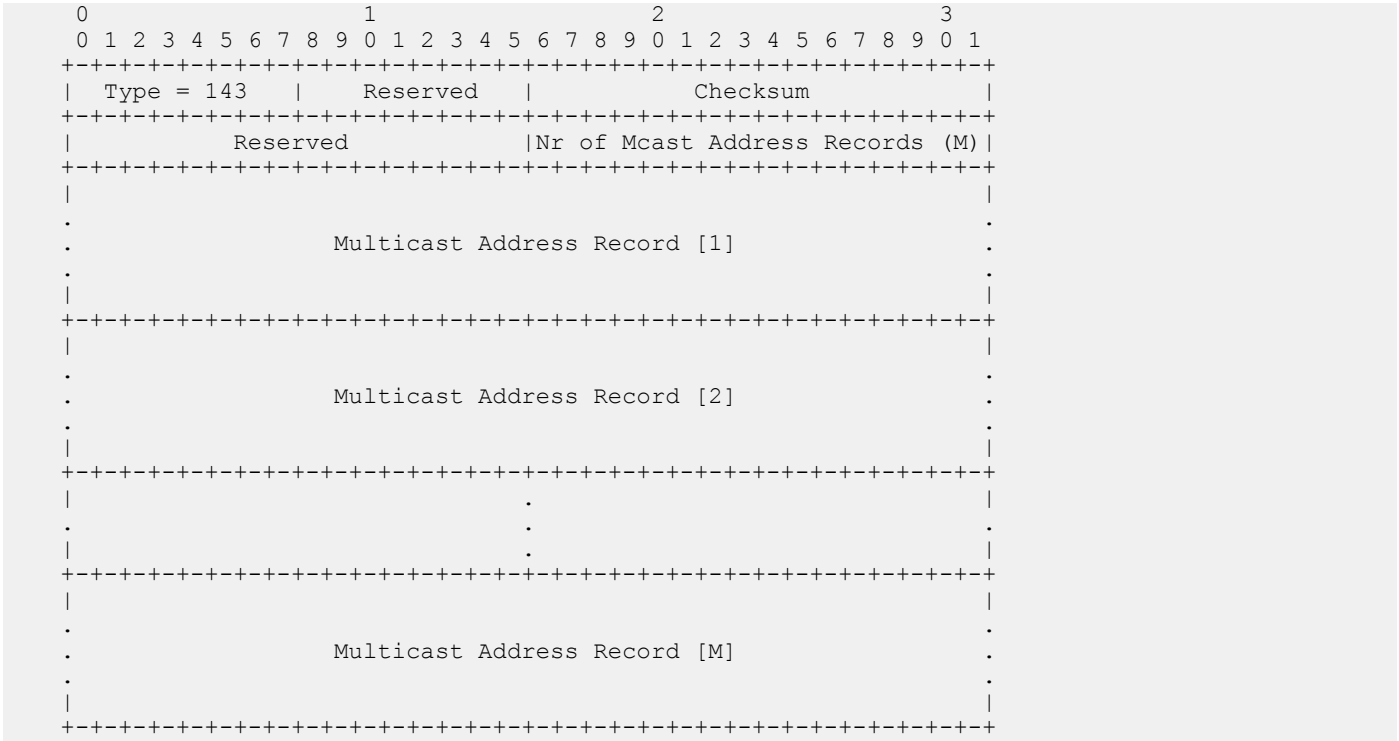 0                   1                   2                   3
 0 1 2 3 4 5 6 7 8 9 0 1 2 3 4 5 6 7 8 9 0 1 2 3 4 5 6 7 8 9 0 1
+-+-+-+-+-+-+-+-+-+-+-+-+-+-+-+-+-+-+-+-+-+-+-+-+-+-+-+-+-+-+-+-+
|  Type = 143   |    Reserved   |           Checksum            |
+-+-+-+-+-+-+-+-+-+-+-+-+-+-+-+-+-+-+-+-+-+-+-+-+-+-+-+-+-+-+-+-+
|           Reserved            |Nr of Mcast Address Records (M)|
+-+-+-+-+-+-+-+-+-+-+-+-+-+-+-+-+-+-+-+-+-+-+-+-+-+-+-+-+-+-+-+-+
|                                                               |
.                                                               .
.                  Multicast Address Record [1]                 .
.                                                               .
|                                                               |
+-+-+-+-+-+-+-+-+-+-+-+-+-+-+-+-+-+-+-+-+-+-+-+-+-+-+-+-+-+-+-+-+
|                                                               |
.                                                               .
.                  Multicast Address Record [2]                 .
.                                                               .
|                                                               |
+-+-+-+-+-+-+-+-+-+-+-+-+-+-+-+-+-+-+-+-+-+-+-+-+-+-+-+-+-+-+-+-+
|                               .                               |
.                               .                               .
|                               .                               |
+-+-+-+-+-+-+-+-+-+-+-+-+-+-+-+-+-+-+-+-+-+-+-+-+-+-+-+-+-+-+-+-+
|                                                               |
.                                                               .
.                  Multicast Address Record [M]                 .
.                                                               .
|                                                               |
+-+-+-+-+-+-+-+-+-+-+-+-+-+-+-+-+-+-+-+-+-+-+-+-+-+-+-+-+-+-+-+-+